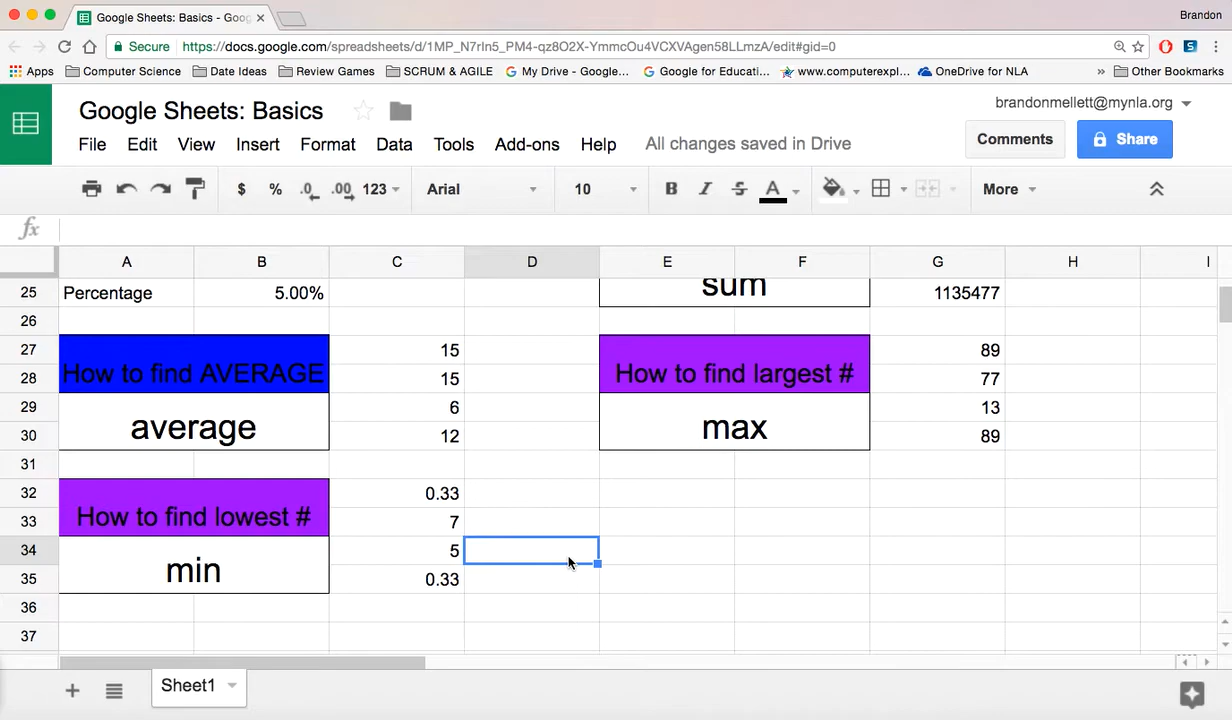 Google Sheets: Basics - Goog
Brandon
Secure https://docs.google.com/spreadsheets/d/1MP_N7rIn5_PM4-qz8O2X-YmmcOu4VCXVAgen58LLmzA/edit#gid=0
Apps Computer Science Date Ideas Review Games SCRUM & AGILE My Drive - Google... Google for Educati... www.computerexpl... OneDrive for NLA » Other Bookmarks
Google Sheets: Basics
brandonmellett@mynla.org
File Edit View Insert Format Data Tools Add-ons Help All changes saved in Drive
Comments Share
$ % .0 .00 123 Arial 10 B I S A More
fx
A B C D E F G H I
25 Percentage 5.00% sum 1135477
26
27 15 89
28 How to find AVERAGE 15 How to find largest # 77
29 6 13
30 average 12 max 89
31
32 0.33
33 How to find lowest # 7
34 5
35 min 0.33
36
37
Sheet1